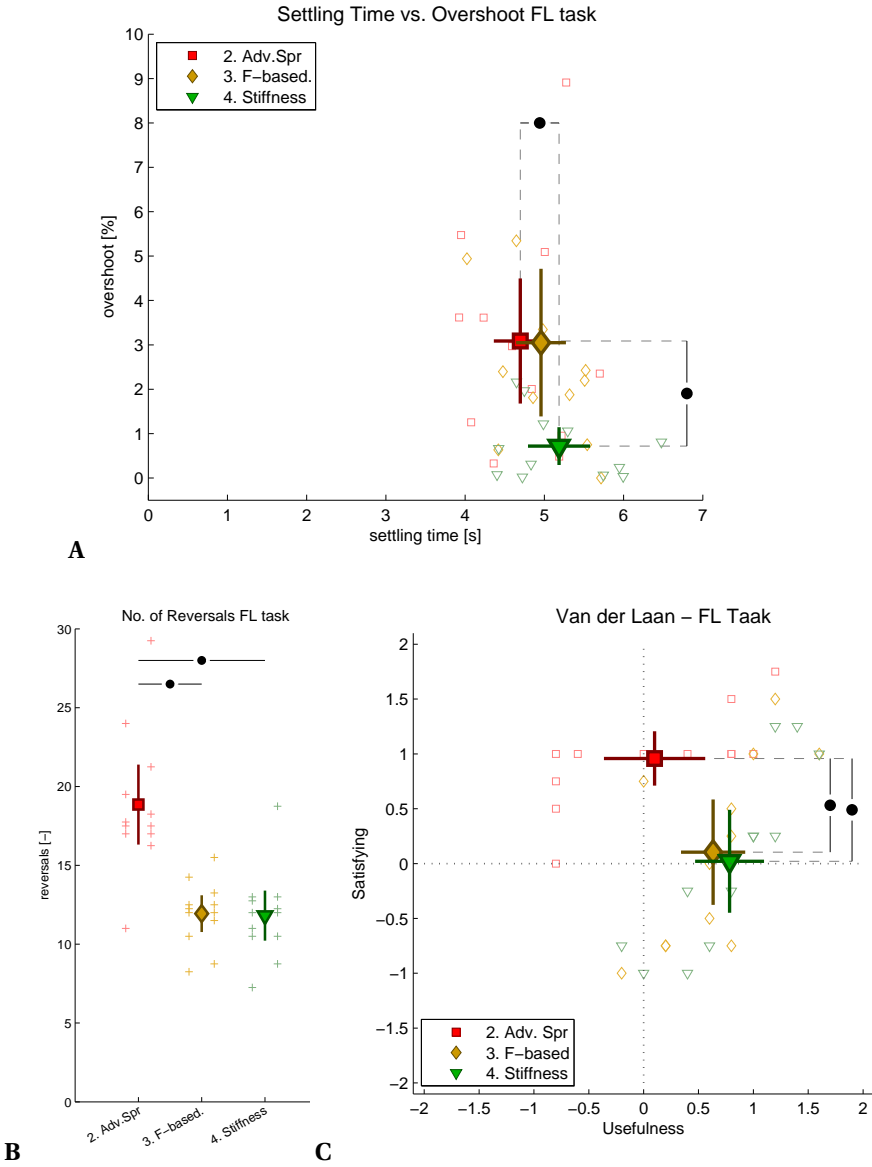 Settling Time vs. Overshoot FL task
10
9
8
7
6
5
4
3
2
1
0
overshoot [%]
2. Adv.Spr
3. F−based.
4. Stiffness
0 1 2 3 4 5 6 7
settling time [s]
A
No. of Reversals FL task
30
25
20
15
10
5
0
reversals [−]
2. Adv.Spr 3. F−based. 4. Stiffness
B
Van der Laan − FL Taak
2
1.5
1
0.5
0
−0.5
−1
−1.5
−2
Satisfying
2. Adv. Spr
3. F−based
4. Stiffness
−2 −1.5 −1 −0.5 0 0.5 1 1.5 2
Usefulness
C